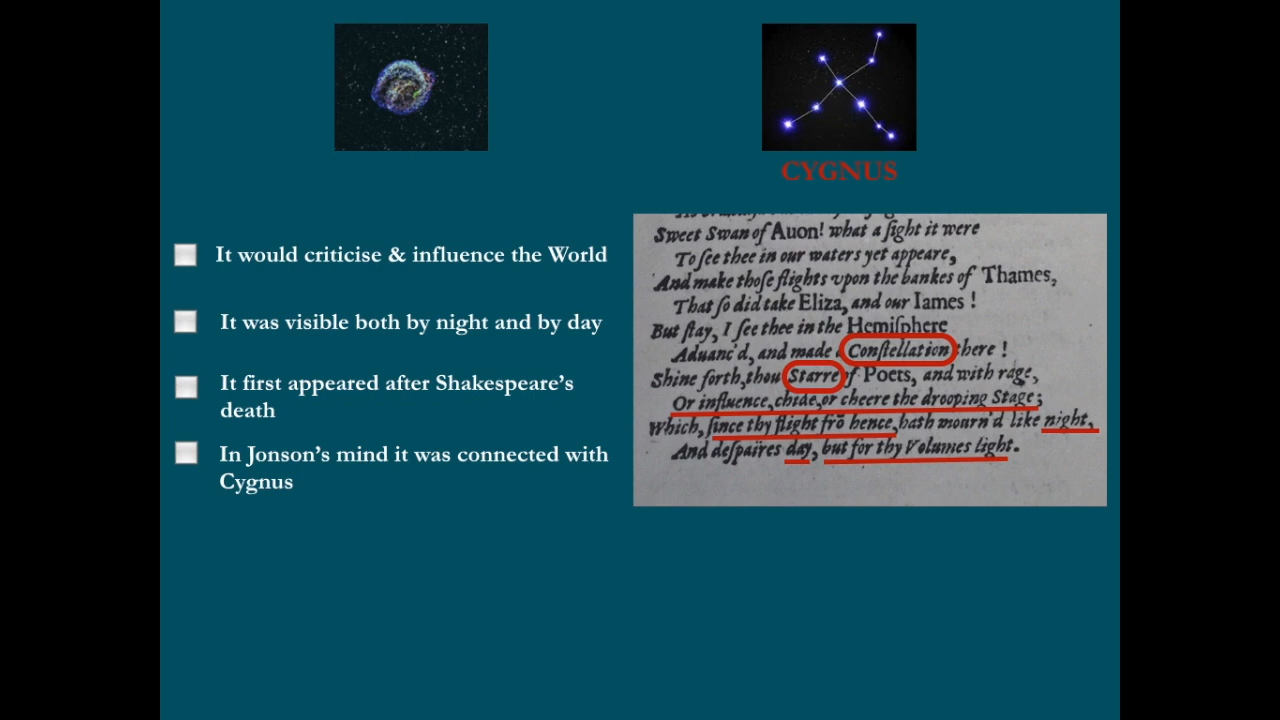 CYGNUS
It would criticise & influence the World
It was visible both by night and by day
It first appeared after Shakespeare's
death
In Jonson's mind it was connected with
Cygnus
Sweet Swan of Auon! what a ſight it were
To ſee thee in our waters yet appeare,
And make thoſe flights vpon the bankes of Thames,
That ſo did take Eliza, and our Iames !
But ſtay, I ſee thee in the Hemiſphere
Aduanc'd, and made a Conſtellation there !
Shine forth, thou Starre of Poets, and with rage,
Or influence, chide, or cheere the drooping Stage;
Which, ſince thy flight frō hence, hath mourn'd like night,
And deſpaires day, but for thy Volumes light.